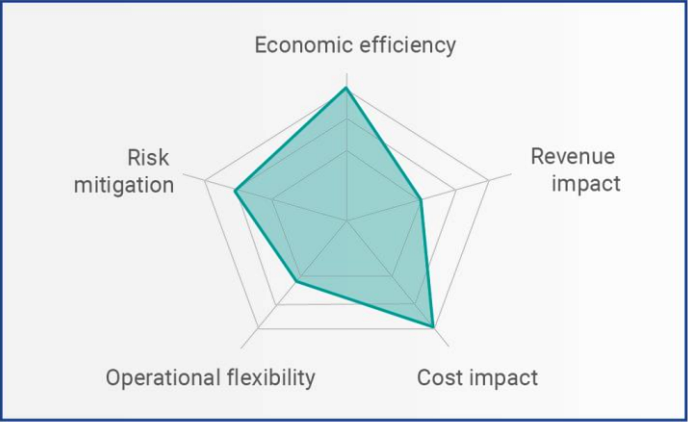 Economic efficiency
Risk
mitigation
Revenue
impact
Operational flexibility
Cost impact